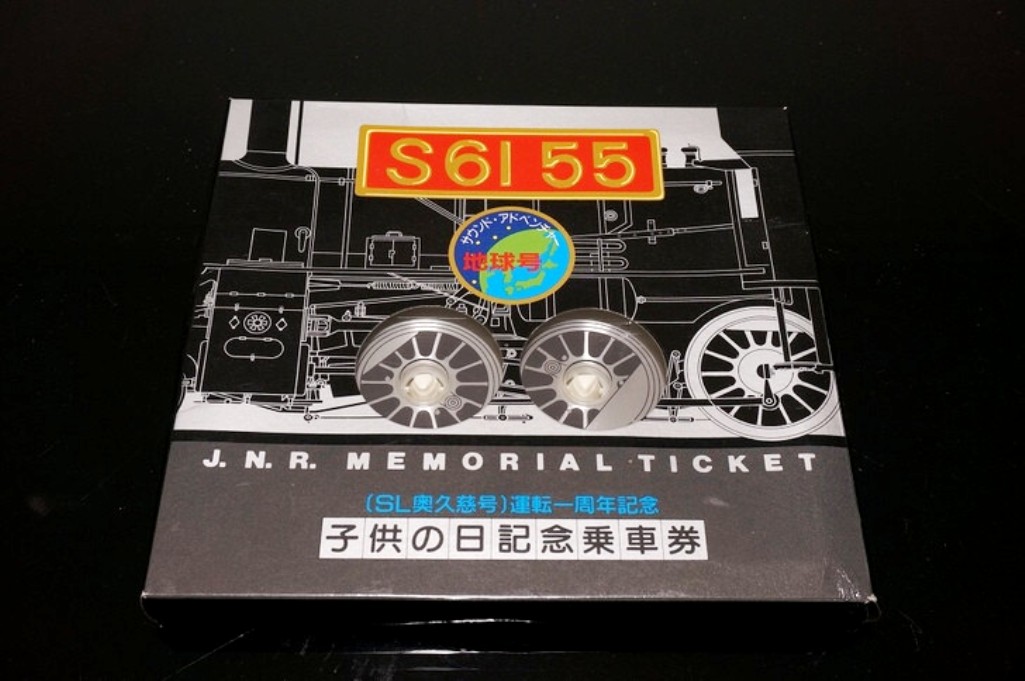 S61 55
サウンド・アドベンチャー
地球号
J. N. R. MEMORIAL TICKET
(SL奥久慈号)運転一周年記念
子供の日記念乗車券